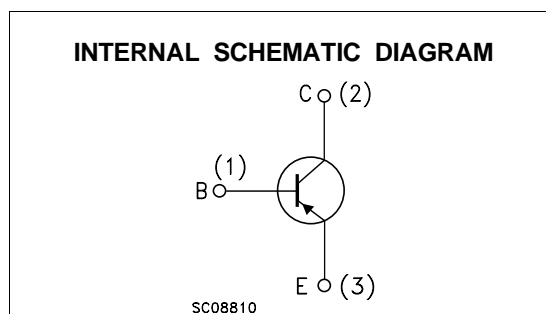 INTERNAL SCHEMATIC DIAGRAM
C (2)
(1)
B
E (3)
SC08810